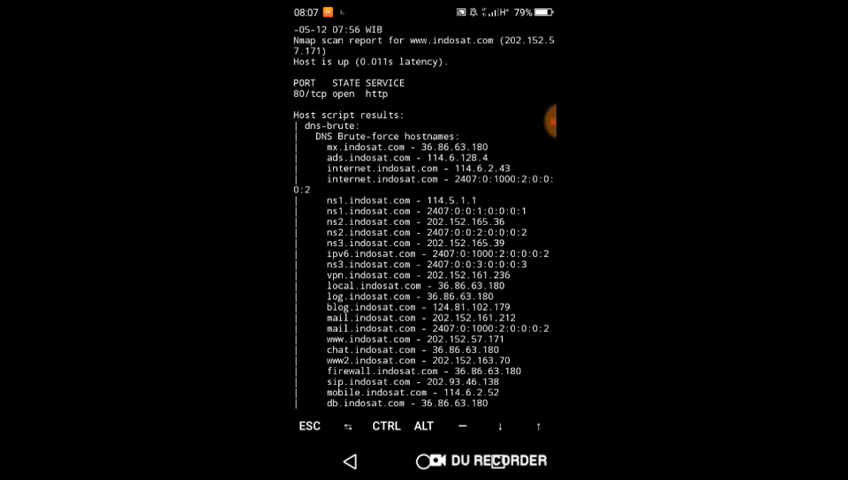 08:07 H+ 79%
-05-12 07:56 WIB
Nmap scan report for www.indosat.com (202.152.5
7.171)
Host is up (0.011s latency).
PORT STATE SERVICE
80/tcp open http
Host script results:
| dns-brute:
| DNS Brute-force hostnames:
| mx.indosat.com - 36.86.63.180
| ads.indosat.com - 114.6.128.4
| internet.indosat.com - 114.6.2.43
| internet.indosat.com - 2407:0:1000:2:0:0:
0:2
| ns1.indosat.com - 114.5.1.1
| ns1.indosat.com - 2407:0:0:1:0:0:0:1
| ns2.indosat.com - 202.152.165.36
| ns2.indosat.com - 2407:0:0:2:0:0:0:2
| ns3.indosat.com - 202.152.165.39
| ipv6.indosat.com - 2407:0:1000:2:0:0:0:2
| ns3.indosat.com - 2407:0:0:3:0:0:0:3
| vpn.indosat.com - 202.152.161.236
| local.indosat.com - 36.86.63.180
| log.indosat.com - 36.86.63.180
| blog.indosat.com - 124.81.102.179
| mail.indosat.com - 202.152.161.212
| mail.indosat.com - 2407:0:1000:2:0:0:0:2
| www.indosat.com - 202.152.57.171
| chat.indosat.com - 36.86.63.180
| www2.indosat.com - 202.152.163.70
| firewall.indosat.com - 36.86.63.180
| sip.indosat.com - 202.93.46.138
| mobile.indosat.com - 114.6.2.52
| db.indosat.com - 36.86.63.180
ESC ⇆ CTRL ALT — ↓ ↑
DU RECORDER